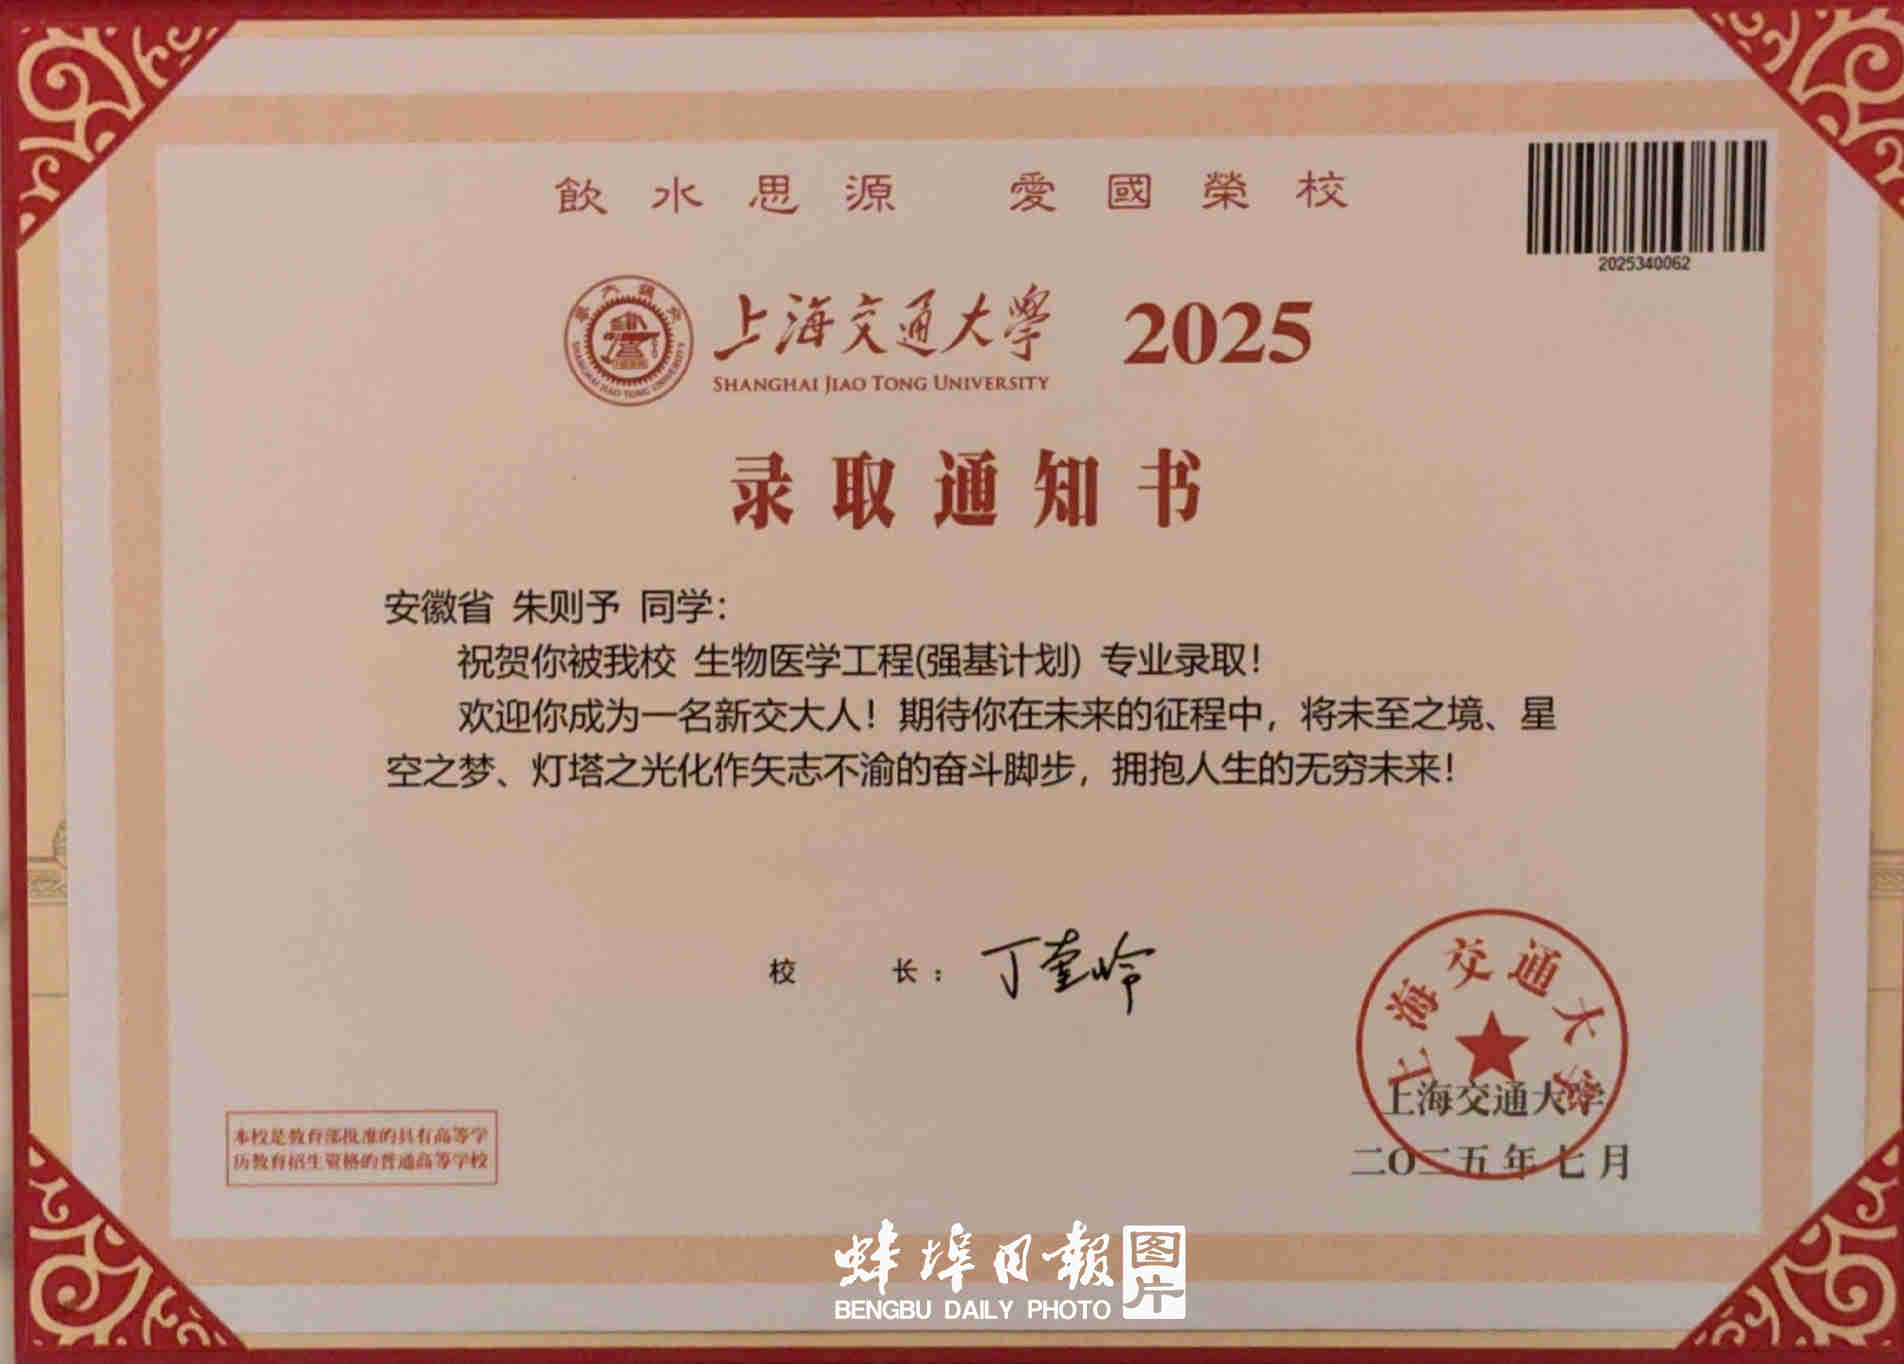 飲水思源 愛國榮校
2025340062
上海交通大學 2025
SHANGHAI JIAO TONG UNIVERSITY
录取通知书
安徽省 朱则予 同学：
祝贺你被我校 生物医学工程(强基计划) 专业录取！
欢迎你成为一名新交大人！期待你在未来的征程中，将未至之境、星
空之梦、灯塔之光化作矢志不渝的奋斗脚步，拥抱人生的无穷未来！
校 长：丁奎岭
上海交通大学
上海交通大学
二〇二五年七月
本校是教育部批准的具有高等学
历教育招生资格的普通高等学校
蚌埠日報 图片
BENGBU DAILY PHOTO